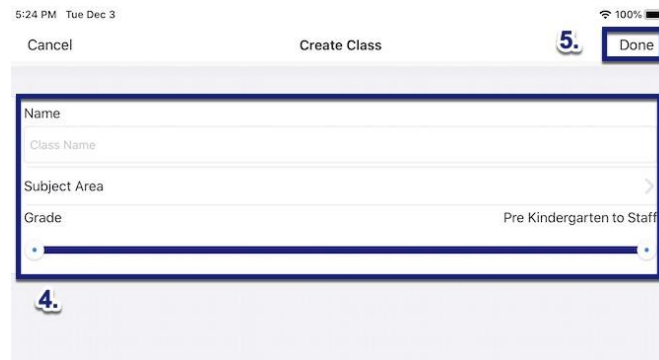 5:24 PM Tue Dec 3 100%
Cancel Create Class 5. Done
Name
Class Name
Subject Area
Grade Pre Kindergarten to Staff
4.